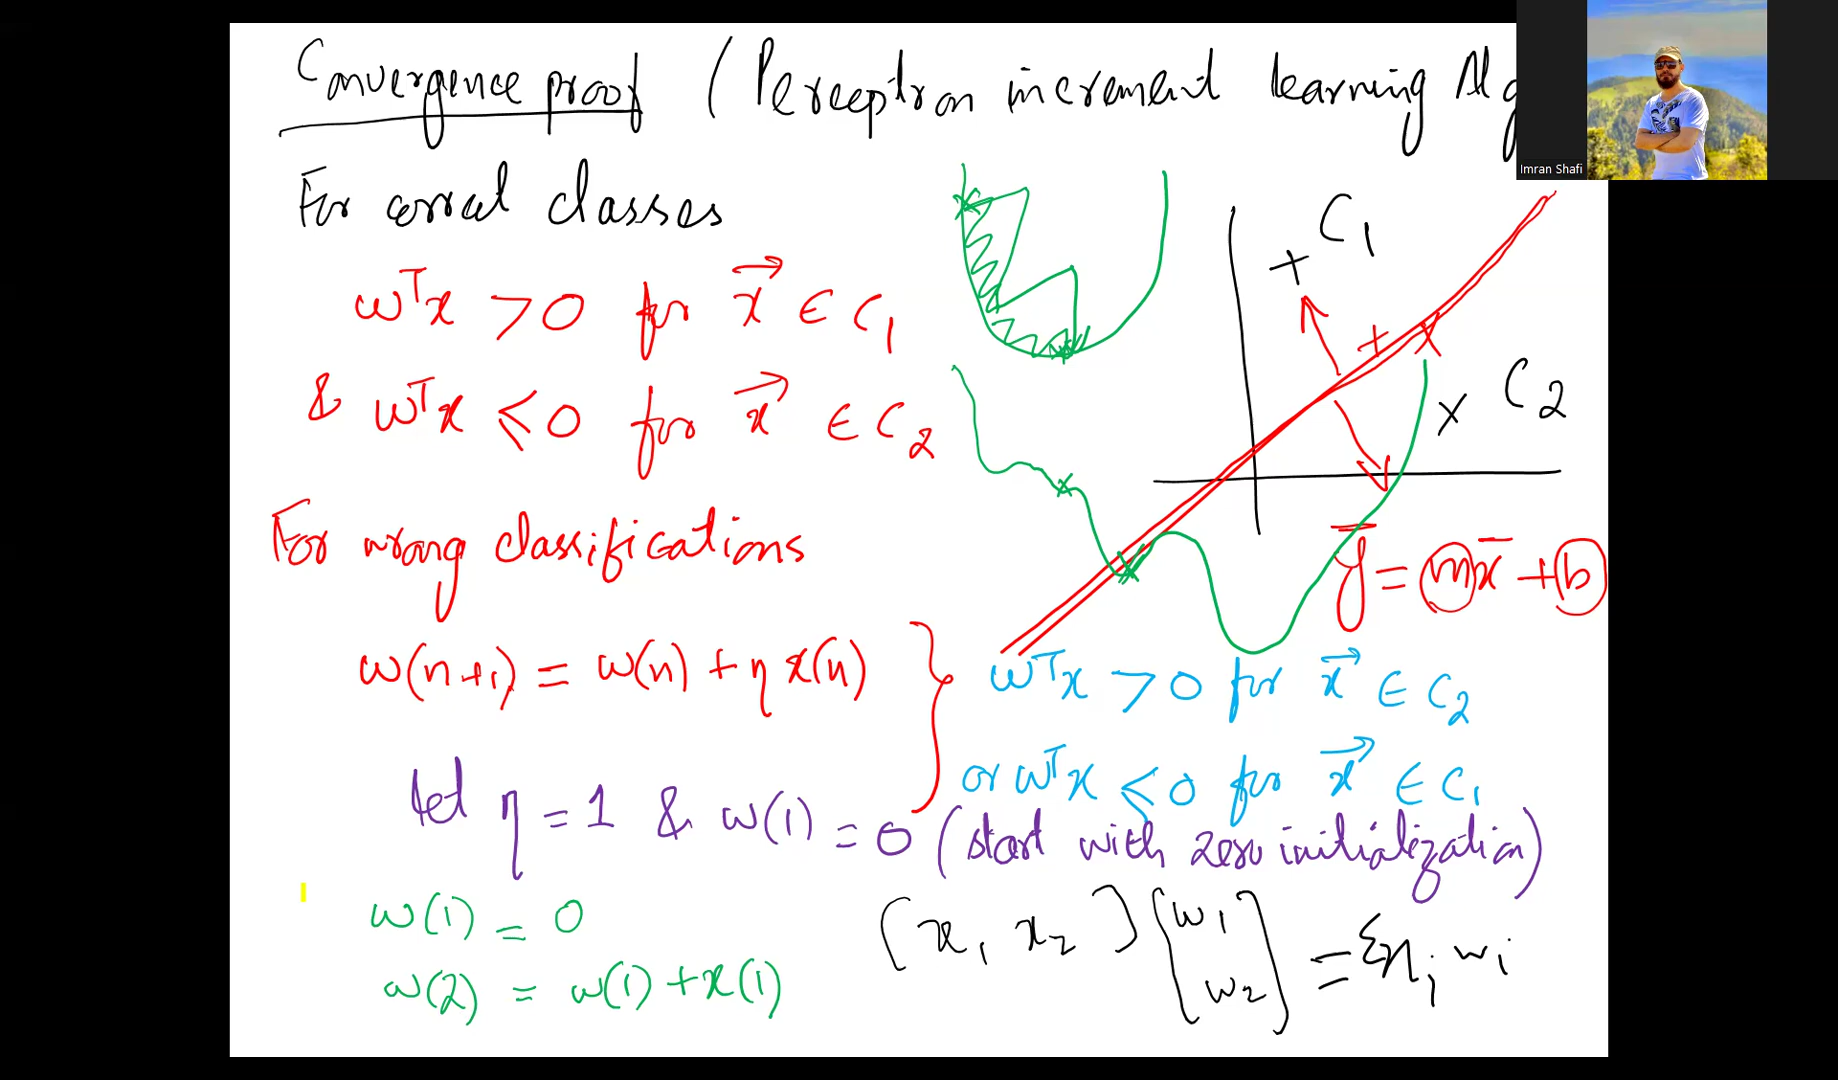 Convergence proof (Perceptron increment learning Alg
Imran Shafi
For correct classes
wᵀx > 0 for x⃗ ∈ C₁
& wᵀx ≤ 0 for x⃗ ∈ C₂
C₁
C₂
For wrong classifications
y̅ = mx̅ + b
w(n+1) = w(n) + η x(n)
wᵀx > 0 for x⃗ ∈ C₂
or wᵀx ≤ 0 for x⃗ ∈ C₁
let η = 1 & w(1) = 0 (start with zero initialization)
w(1) = 0
w(2) = w(1) + x(1)
[x₁ x₂] [w₁ w₂] = Σxᵢ wᵢ